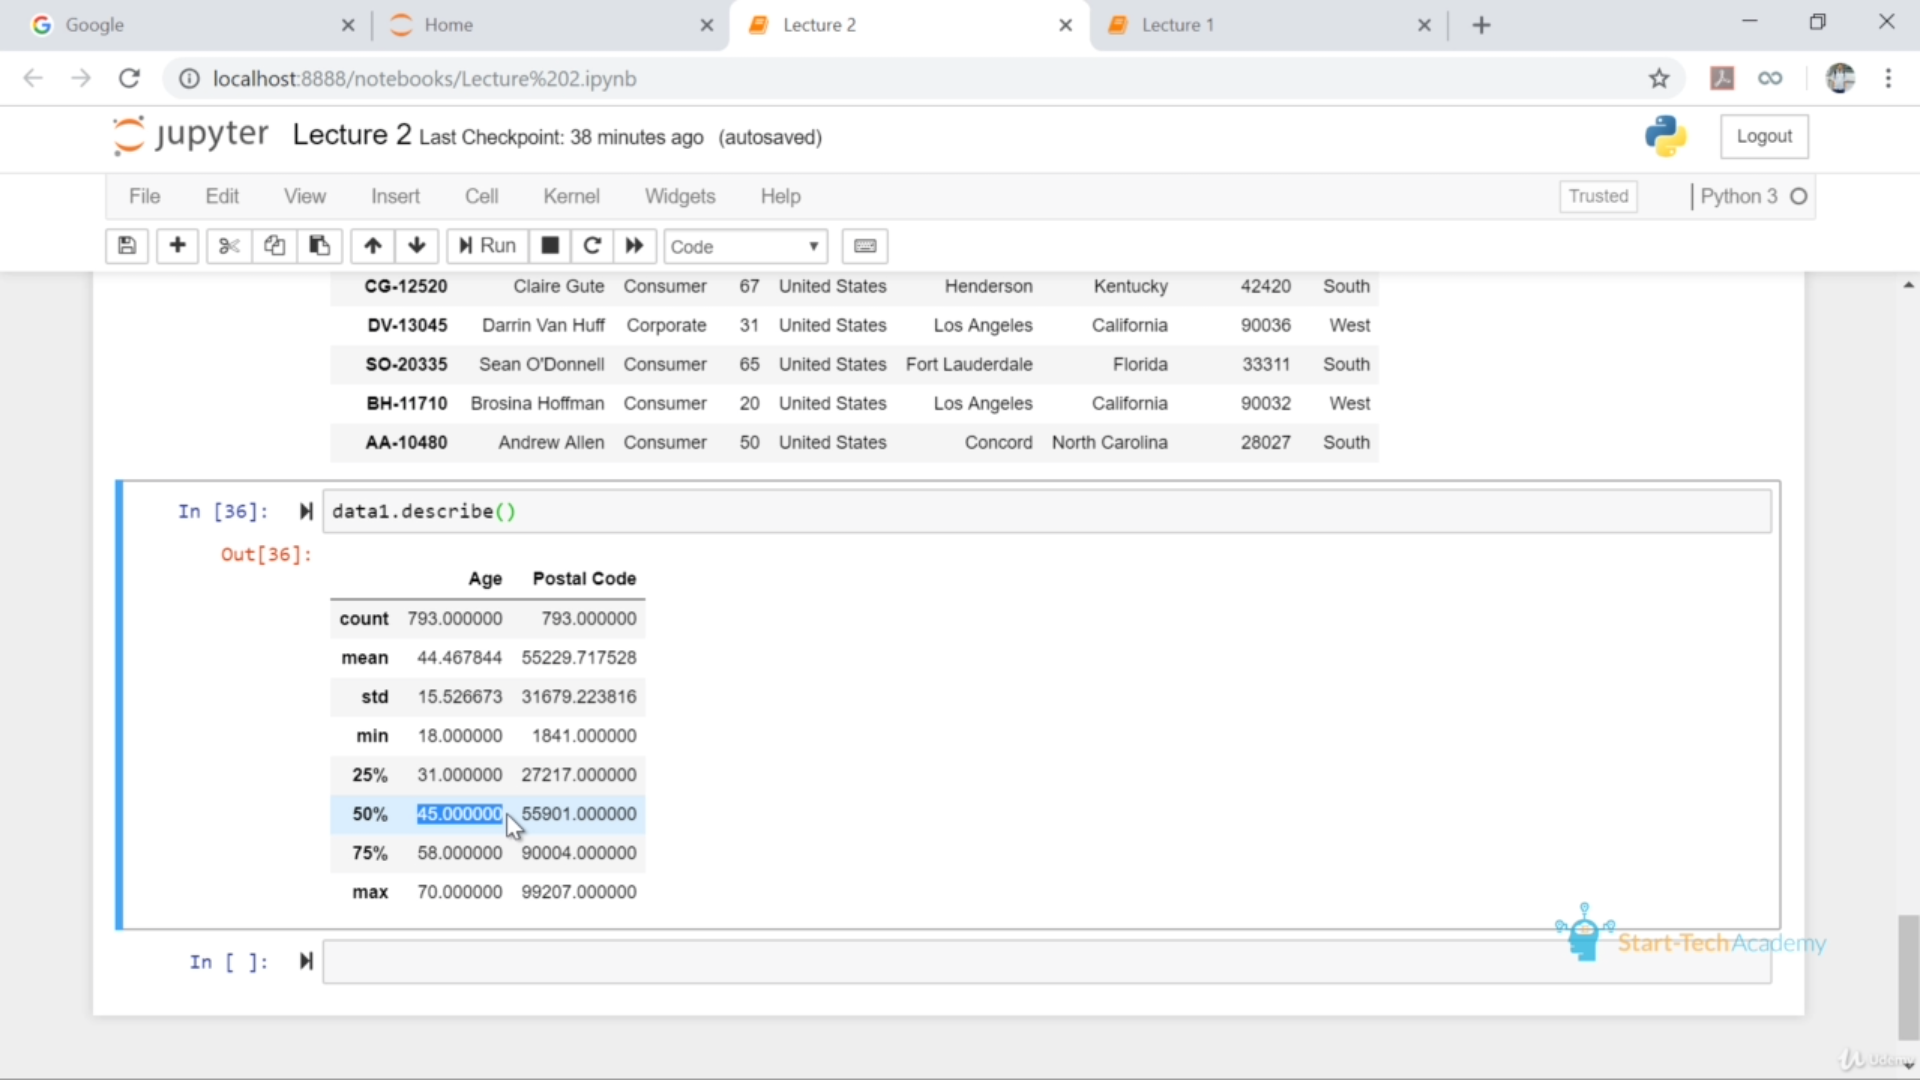 Google
Home
Lecture 2
Lecture 1
localhost:8888/notebooks/Lecture%202.ipynb
jupyter Lecture 2 Last Checkpoint: 38 minutes ago (autosaved)
Logout
File Edit View Insert Cell Kernel Widgets Help
Trusted
Python 3
Run
Code
CG-12520 Claire Gute Consumer 67 United States Henderson Kentucky 42420 South
DV-13045 Darrin Van Huff Corporate 31 United States Los Angeles California 90036 West
SO-20335 Sean O'Donnell Consumer 65 United States Fort Lauderdale Florida 33311 South
BH-11710 Brosina Hoffman Consumer 20 United States Los Angeles California 90032 West
AA-10480 Andrew Allen Consumer 50 United States Concord North Carolina 28027 South
In [36]: data1.describe()
Out[36]:
Age Postal Code
count 793.000000 793.000000
mean 44.467844 55229.717528
std 15.526673 31679.223816
min 18.000000 1841.000000
25% 31.000000 27217.000000
50% 45.000000 55901.000000
75% 58.000000 90004.000000
max 70.000000 99207.000000
Start-TechAcademy
In [ ]:
Udemy